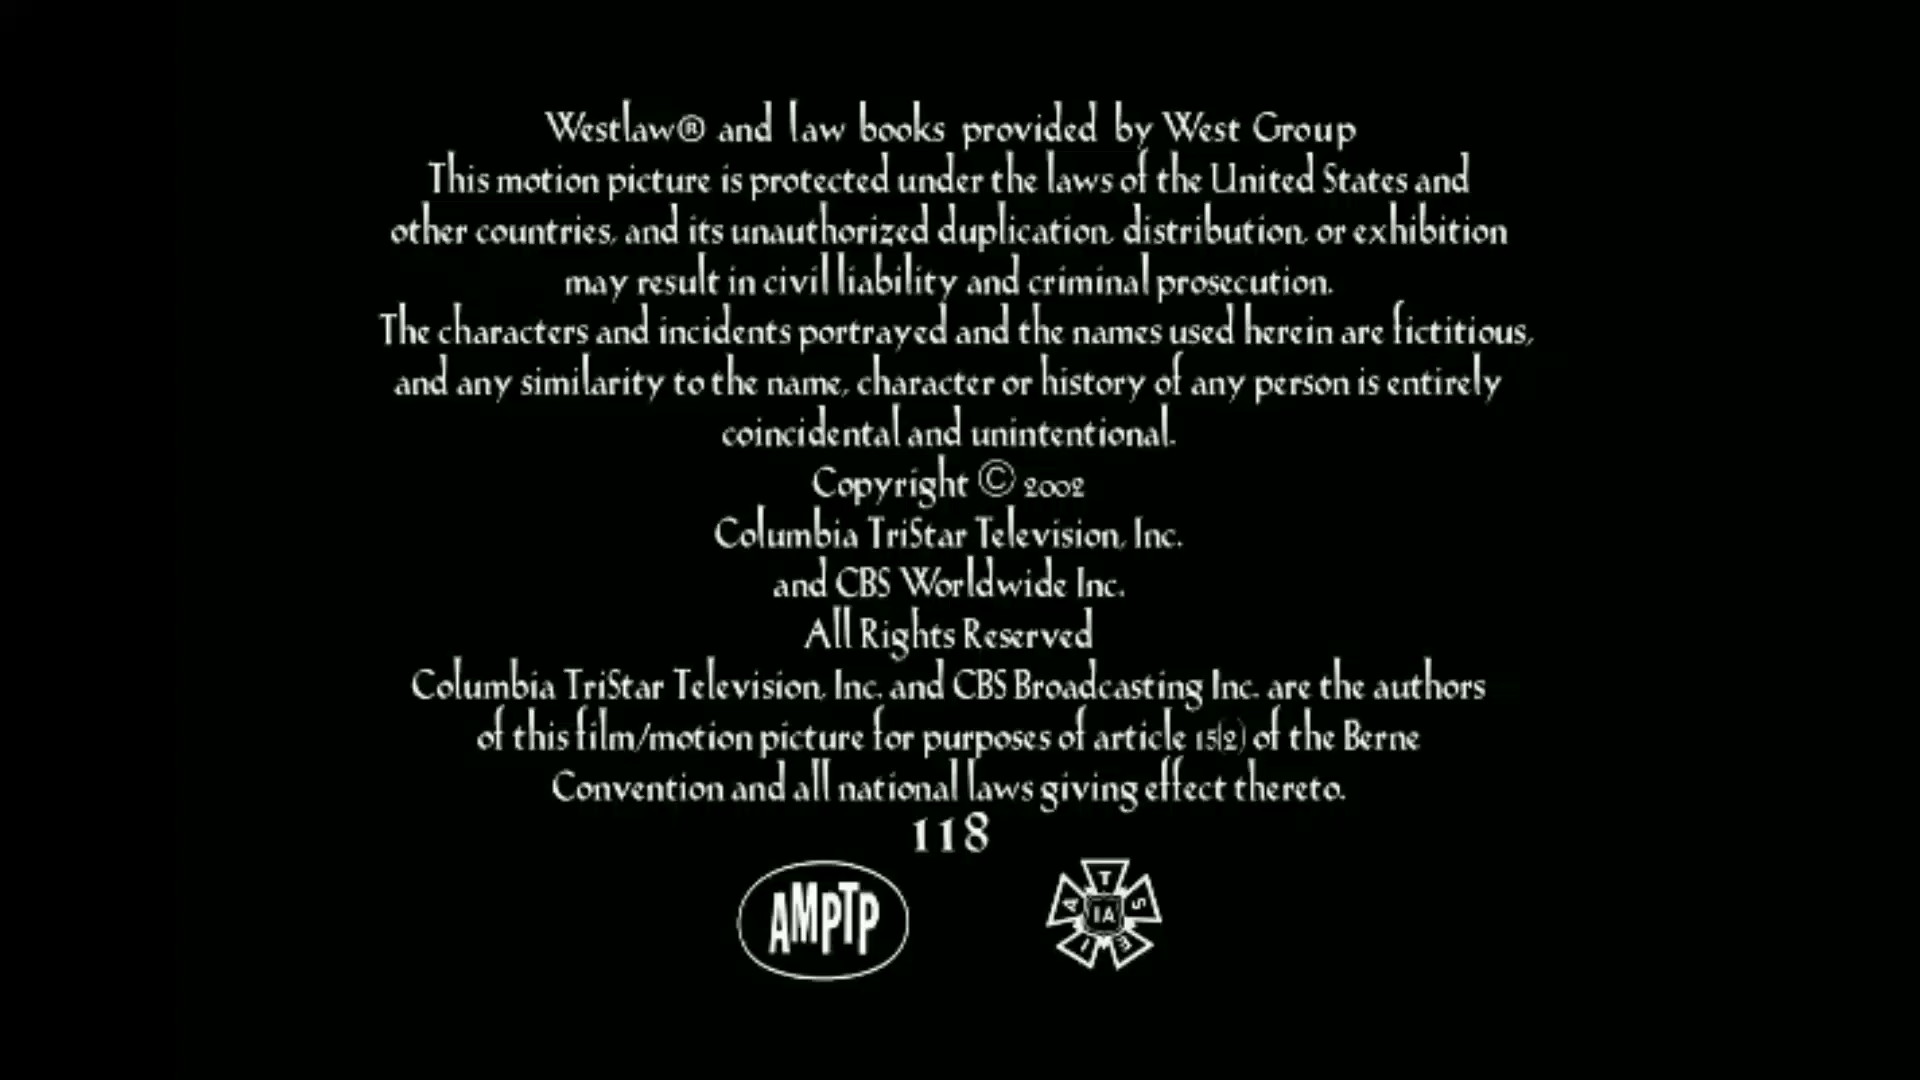 Westlaw® and law books provided by West Group
This motion picture is protected under the laws of the United States and
other countries, and its unauthorized duplication, distribution, or exhibition
may result in civil liability and criminal prosecution.
The characters and incidents portrayed and the names used herein are fictitious,
and any similarity to the name, character or history of any person is entirely
coincidental and unintentional.
Copyright © 2002
Columbia TriStar Television, Inc.
and CBS Worldwide Inc.
All Rights Reserved
Columbia TriStar Television, Inc. and CBS Broadcasting Inc. are the authors
of this film/motion picture for purposes of article 15(2) of the Berne
Convention and all national laws giving effect thereto.
118
AMPTP
IATSE
IA